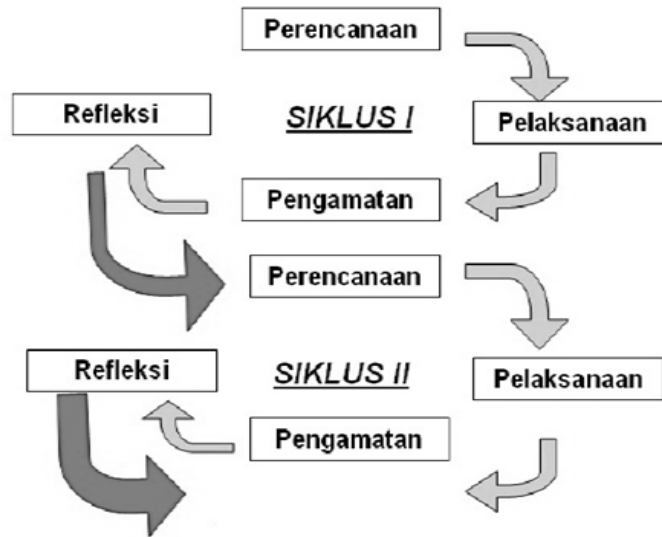 Perencanaan
Refleksi
SIKLUS I
Pelaksanaan
Pengamatan
Perencanaan
Refleksi
SIKLUS II
Pelaksanaan
Pengamatan